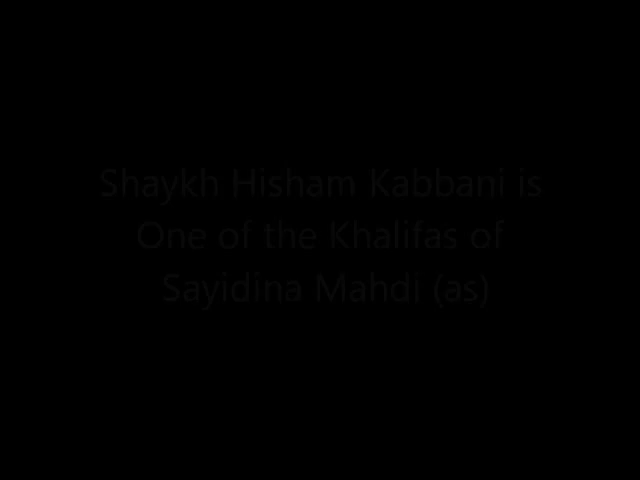 Shaykh Hisham Kabbani is
One of the Khalifas of
Sayidina Mahdi (as)